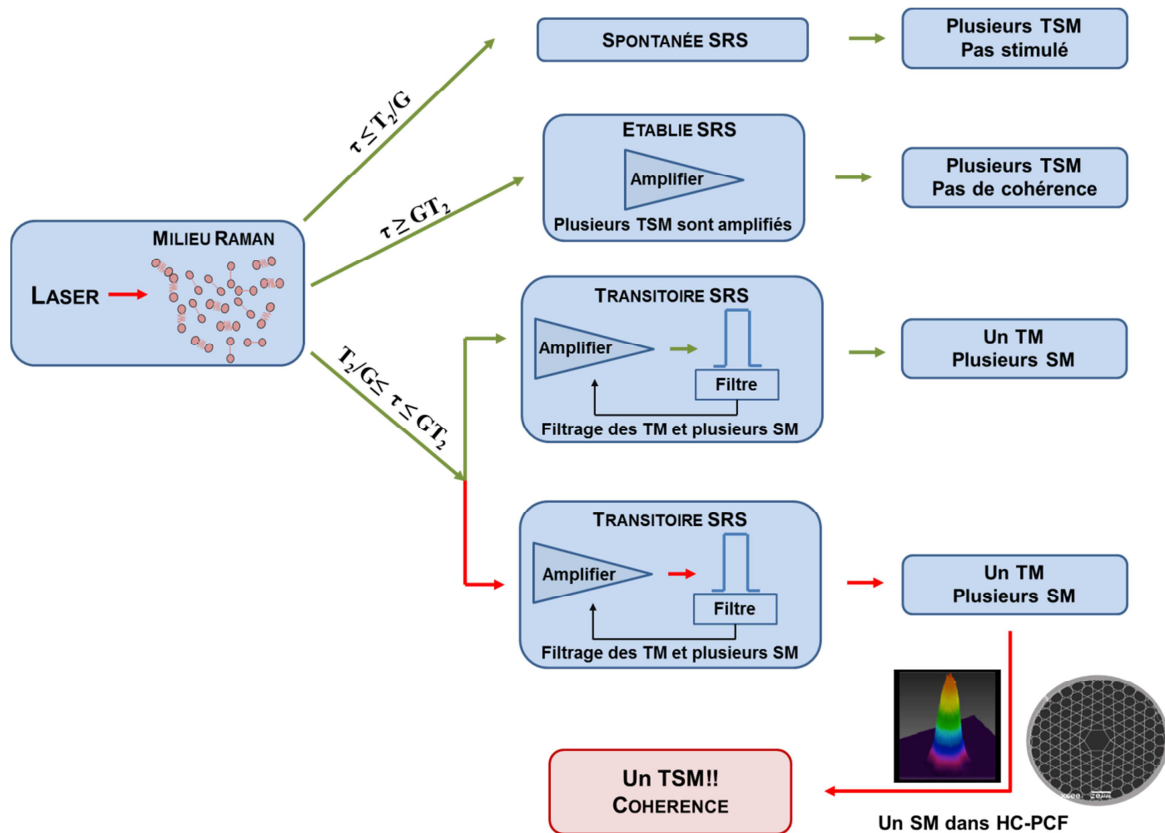 SPONTANÉE SRS
Plusieurs TSM
Pas stimulé
τ ≤ T₂/G
ETABLIE SRS
Amplifier
Plusieurs TSM sont amplifiés
Plusieurs TSM
Pas de cohérence
τ ≥ GT₂
MILIEU RAMAN
LASER
TRANSITOIRE SRS
Amplifier
Filtre
Filtrage des TM et plusieurs SM
Un TM
Plusieurs SM
T₂/G≤ τ ≤ GT₂
TRANSITOIRE SRS
Amplifier
Filtre
Filtrage des TM et plusieurs SM
Un TM
Plusieurs SM
Un TSM!!
COHERENCE
Un SM dans HC-PCF